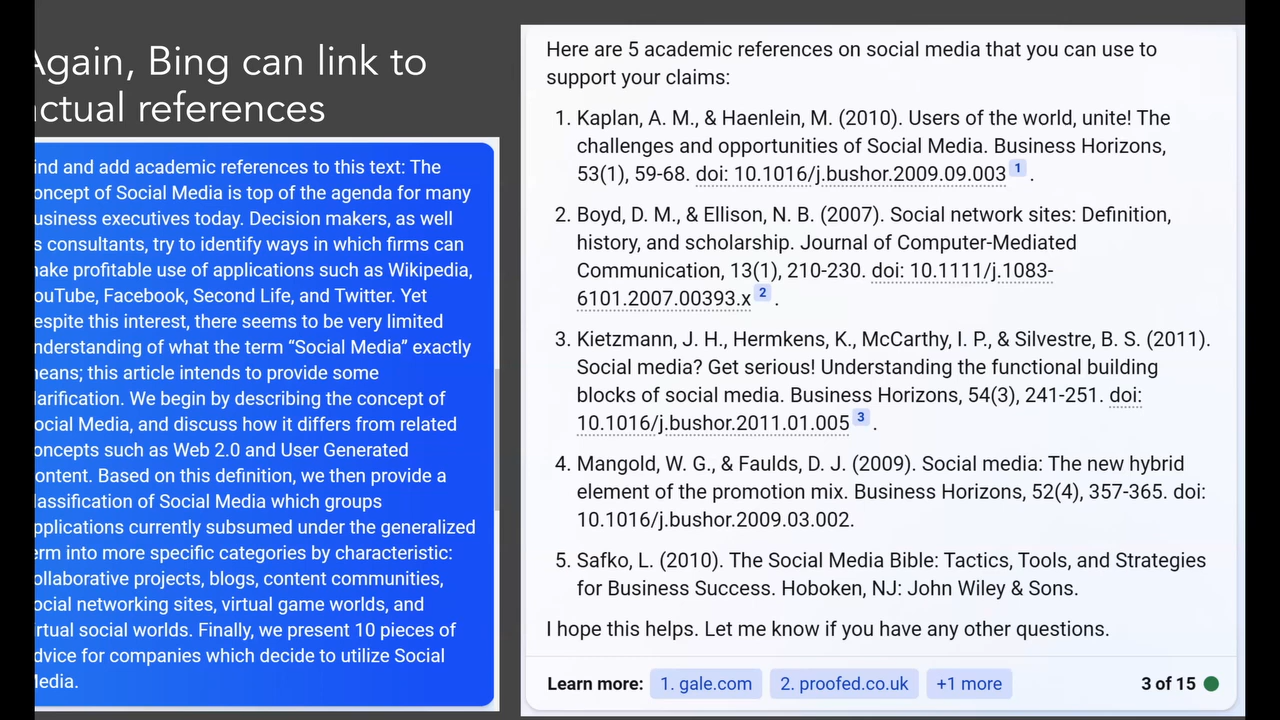 Again, Bing can link to
actual references
ind and add academic references to this text: The
oncept of Social Media is top of the agenda for many
usiness executives today. Decision makers, as well
s consultants, try to identify ways in which firms can
ake profitable use of applications such as Wikipedia,
ouTube, Facebook, Second Life, and Twitter. Yet
espite this interest, there seems to be very limited
nderstanding of what the term “Social Media” exactly
eans; this article intends to provide some
larification. We begin by describing the concept of
ocial Media, and discuss how it differs from related
oncepts such as Web 2.0 and User Generated
ontent. Based on this definition, we then provide a
lassification of Social Media which groups
pplications currently subsumed under the generalized
erm into more specific categories by characteristic:
ollaborative projects, blogs, content communities,
ocial networking sites, virtual game worlds, and
irtual social worlds. Finally, we present 10 pieces of
dvice for companies which decide to utilize Social
Media.
Here are 5 academic references on social media that you can use to
support your claims:
1. Kaplan, A. M., & Haenlein, M. (2010). Users of the world, unite! The
challenges and opportunities of Social Media. Business Horizons,
53(1), 59-68. doi: 10.1016/j.bushor.2009.09.003 1 .
2. Boyd, D. M., & Ellison, N. B. (2007). Social network sites: Definition,
history, and scholarship. Journal of Computer-Mediated
Communication, 13(1), 210-230. doi: 10.1111/j.1083-
6101.2007.00393.x 2 .
3. Kietzmann, J. H., Hermkens, K., McCarthy, I. P., & Silvestre, B. S. (2011).
Social media? Get serious! Understanding the functional building
blocks of social media. Business Horizons, 54(3), 241-251. doi:
10.1016/j.bushor.2011.01.005 3 .
4. Mangold, W. G., & Faulds, D. J. (2009). Social media: The new hybrid
element of the promotion mix. Business Horizons, 52(4), 357-365. doi:
10.1016/j.bushor.2009.03.002.
5. Safko, L. (2010). The Social Media Bible: Tactics, Tools, and Strategies
for Business Success. Hoboken, NJ: John Wiley & Sons.
I hope this helps. Let me know if you have any other questions.
Learn more: 1. gale.com 2. proofed.co.uk +1 more 3 of 15